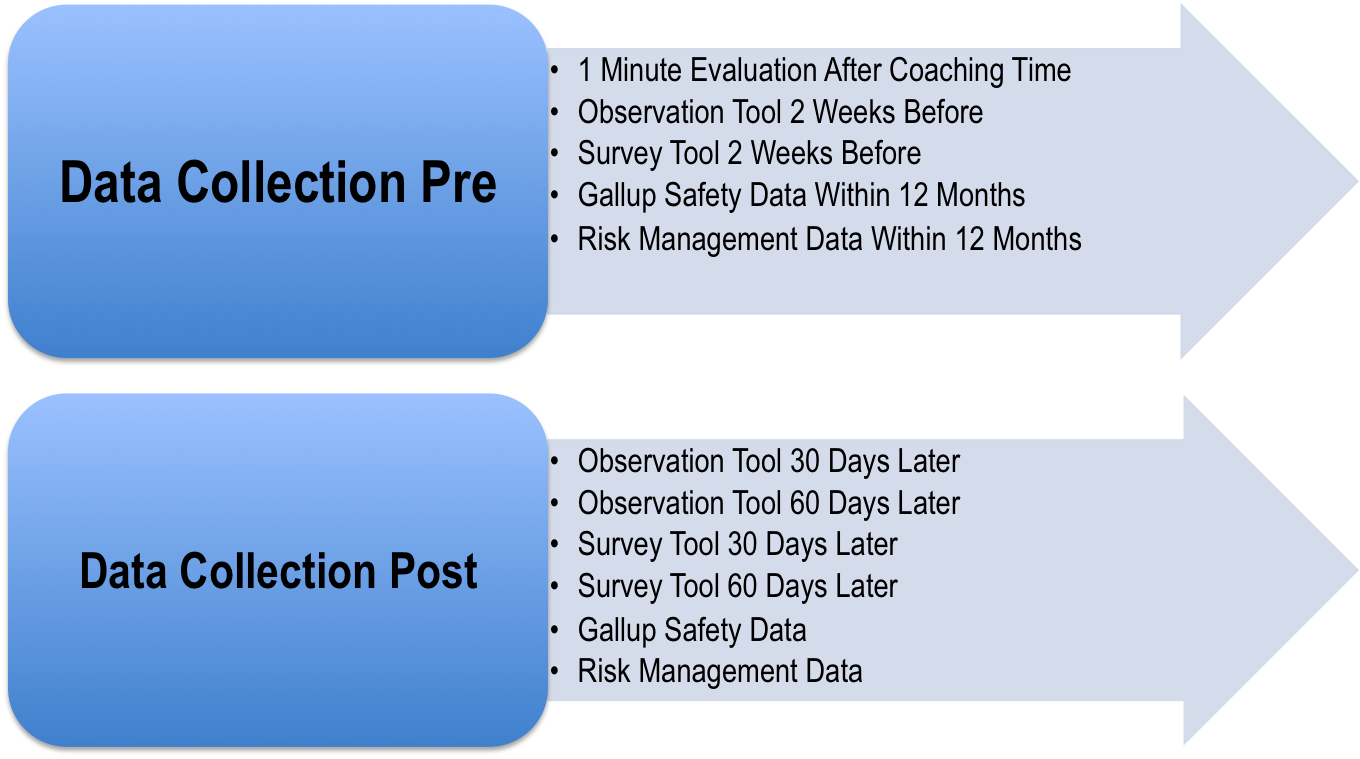 Data Collection Pre
• 1 Minute Evaluation After Coaching Time
• Observation Tool 2 Weeks Before
• Survey Tool 2 Weeks Before
• Gallup Safety Data Within 12 Months
• Risk Management Data Within 12 Months
Data Collection Post
• Observation Tool 30 Days Later
• Observation Tool 60 Days Later
• Survey Tool 30 Days Later
• Survey Tool 60 Days Later
• Gallup Safety Data
• Risk Management Data